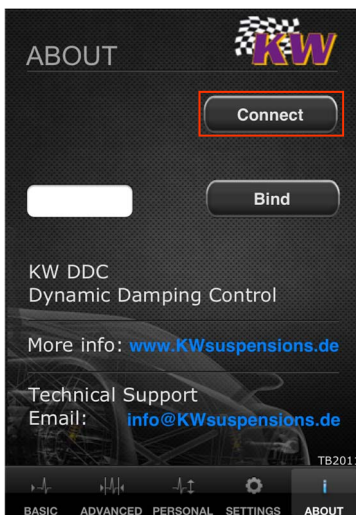 ABOUT
KW
Connect
Bind
KW DDC
Dynamic Damping Control
More info: www.KWsuspensions.de
Technical Support
Email: info@KWsuspensions.de
TB2011
BASIC ADVANCED PERSONAL SETTINGS ABOUT